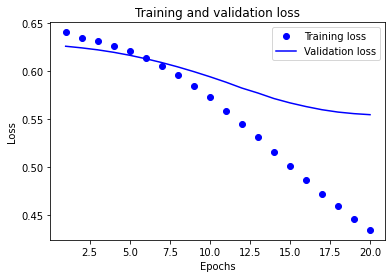 Training and validation loss
Training loss
Validation loss
0.65
0.60
0.55
0.50
0.45
Loss
2.5 5.0 7.5 10.0 12.5 15.0 17.5 20.0
Epochs